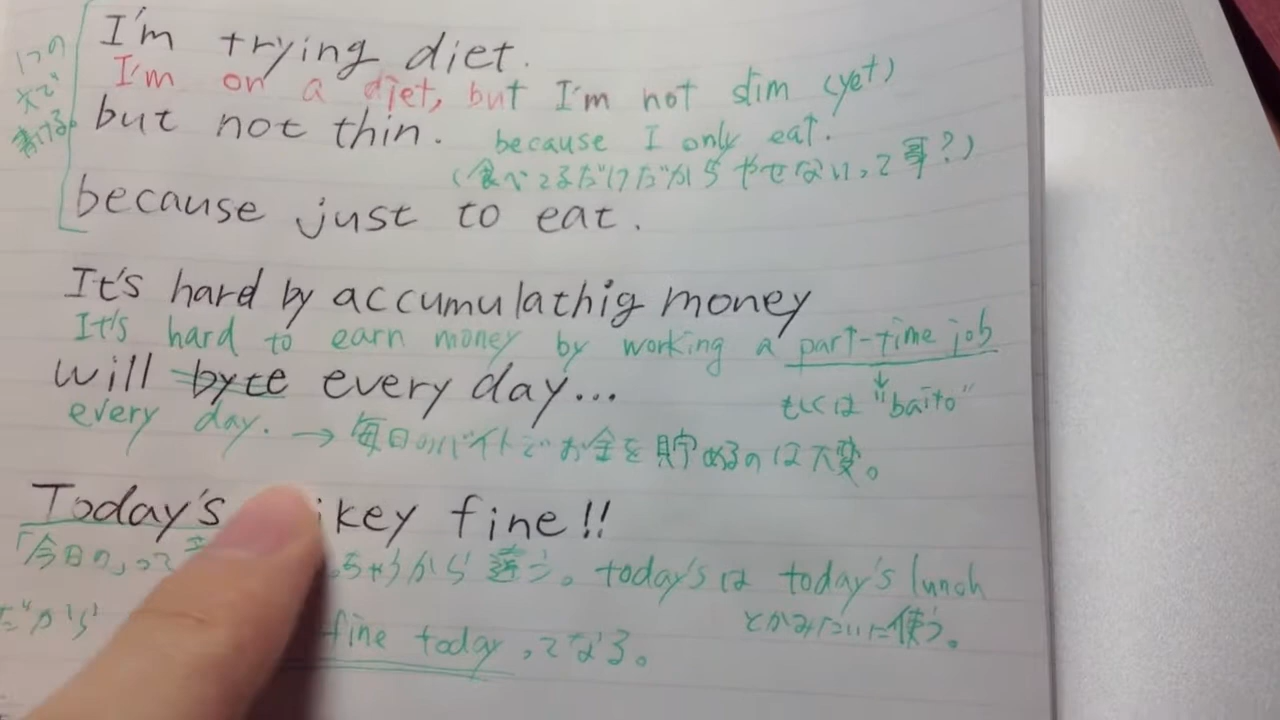 I'm trying diet.
1つの
I'm on a diet, but I'm not slim (yet)
文で
but not thin.
書ける。
because I only eat.
(食べてるだけだから やせないって事?)
because just to eat.
It's hard by accumulathig money
It's hard to earn money by working a part-time job
will byte every day...
もしくは "baito"
every day. → 毎日のバイトでお金を貯めるのは大変。
Today's ikey fine!!
「今日の」って ちゃうから 違う。today'sは today's lunch
とかみたいに使う。
だから fine today ってなる。